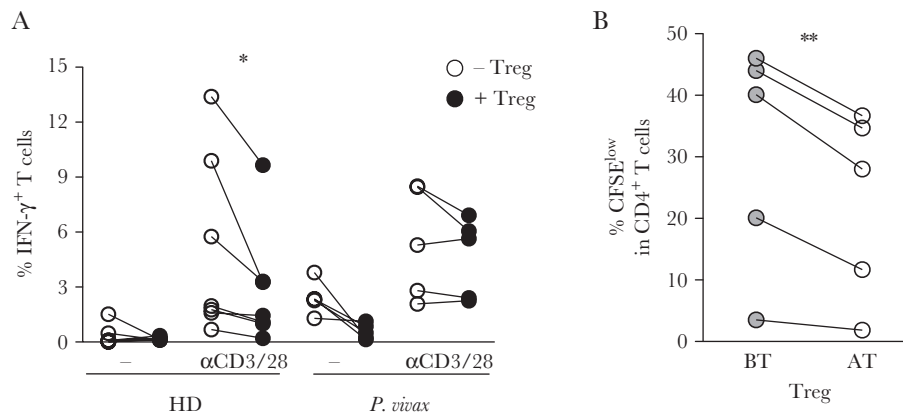 A
*
– Treg
+ Treg
% IFN-γ+ T cells
15
12
9
6
3
0
– αCD3/28 – αCD3/28
HD P. vivax
B
**
% CFSElow
in CD4+ T cells
50
40
30
20
10
0
BT AT
Treg